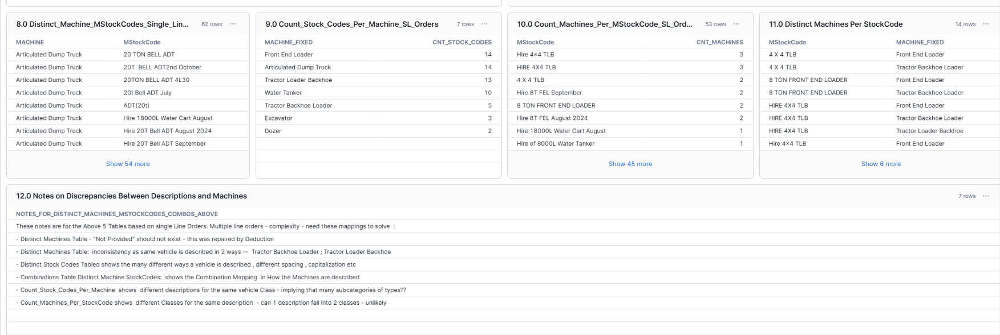 8.0 Distinct_Machine_MStockCodes_Single_Lin... 62 rows ...
MACHINE MStockCode
Articulated Dump Truck 20 TON BELL ADT
Articulated Dump Truck 20T  BELL ADT2nd October
Articulated Dump Truck 20TON BELL ADT 4L30
Articulated Dump Truck 20t Bell ADT July
Articulated Dump Truck ADT(20t)
Articulated Dump Truck Hire 18000L Water Cart August
Articulated Dump Truck Hire 20T Bell ADT August 2024
Articulated Dump Truck Hire 20T Bell ADT September
Show 54 more
9.0 Count_Stock_Codes_Per_Machine_SL_Orders 7 rows ...
MACHINE_FIXED CNT_STOCK_CODES
Front End Loader 14
Articulated Dump Truck 14
Tractor Loader Backhoe 13
Water Tanker 10
Tractor Backhoe Loader 5
Excavator 3
Dozer 2
10.0 Count_Machines_Per_MStockCode_SL_Ord... 53 rows ...
MStockCode CNT_MACHINES
Hire 4×4 TLB 3
HIRE 4X4 TLB 3
4 X 4 TLB 2
Hire 8T FEL September 2
8 TON FRONT END LOADER 2
Hire 8T FEL August 2024 2
Hire 18000L Water Cart August 1
Hire of 8000L Water Tanker 1
Show 45 more
11.0 Distinct Machines Per StockCode 14 rows ...
MStockCode MACHINE_FIXED
4 X 4 TLB Front End Loader
4 X 4 TLB Tractor Backhoe Loader
8 TON FRONT END LOADER Front End Loader
8 TON FRONT END LOADER Tractor Backhoe Loader
HIRE 4X4 TLB Front End Loader
HIRE 4X4 TLB Tractor Backhoe Loader
HIRE 4X4 TLB Tractor Loader Backhoe
Hire 4×4 TLB Front End Loader
Show 6 more
12.0 Notes on Discrepancies Between Descriptions and Machines 7 rows ...
NOTES_FOR_DISTINCT_MACHINES_MSTOCKCODES_COMBOS_ABOVE
These notes are for the Above 5 Tables based on single Line Orders. Multiple line orders - complexity - need these mappings to solve  :
- Distinct Machines Table - "Not Provided" should not exist - this was repaired by Deduction
- Distinct Machines Table:  inconsistency as same vehicle is described in 2 ways --  Tractor Backhoe Loader ; Tractor Loader Backhoe
- Distinct Stock Codes Tabled shows the many different ways a vehicle is described , different spacing , capitalization etc
- Combinations Table Distinct Machine StockCodes:  shows the Combination Mapping  in How the Machines are described
- Count_Stock_Codes_Per_Machine  shows  different descriptions for the same vehicle Class - implying that many subcategories of types??
- Count_Machines_Per_StockCode shows  different Classes for the same description  - can 1 description fall into 2 classes - unlikely